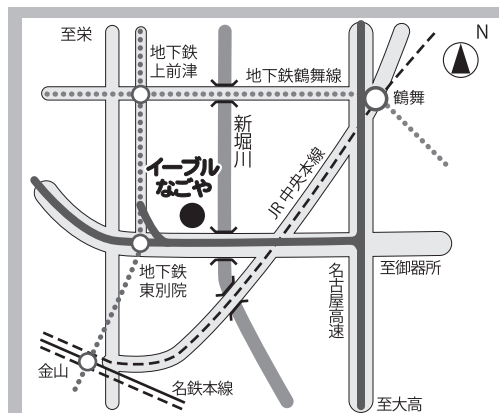 至栄
N
地下鉄
上前津
地下鉄鶴舞線
鶴舞
新堀川
イーブル
なごや
JR中央本線
地下鉄
東別院
名古屋高速
至御器所
金山
名鉄本線
至大高